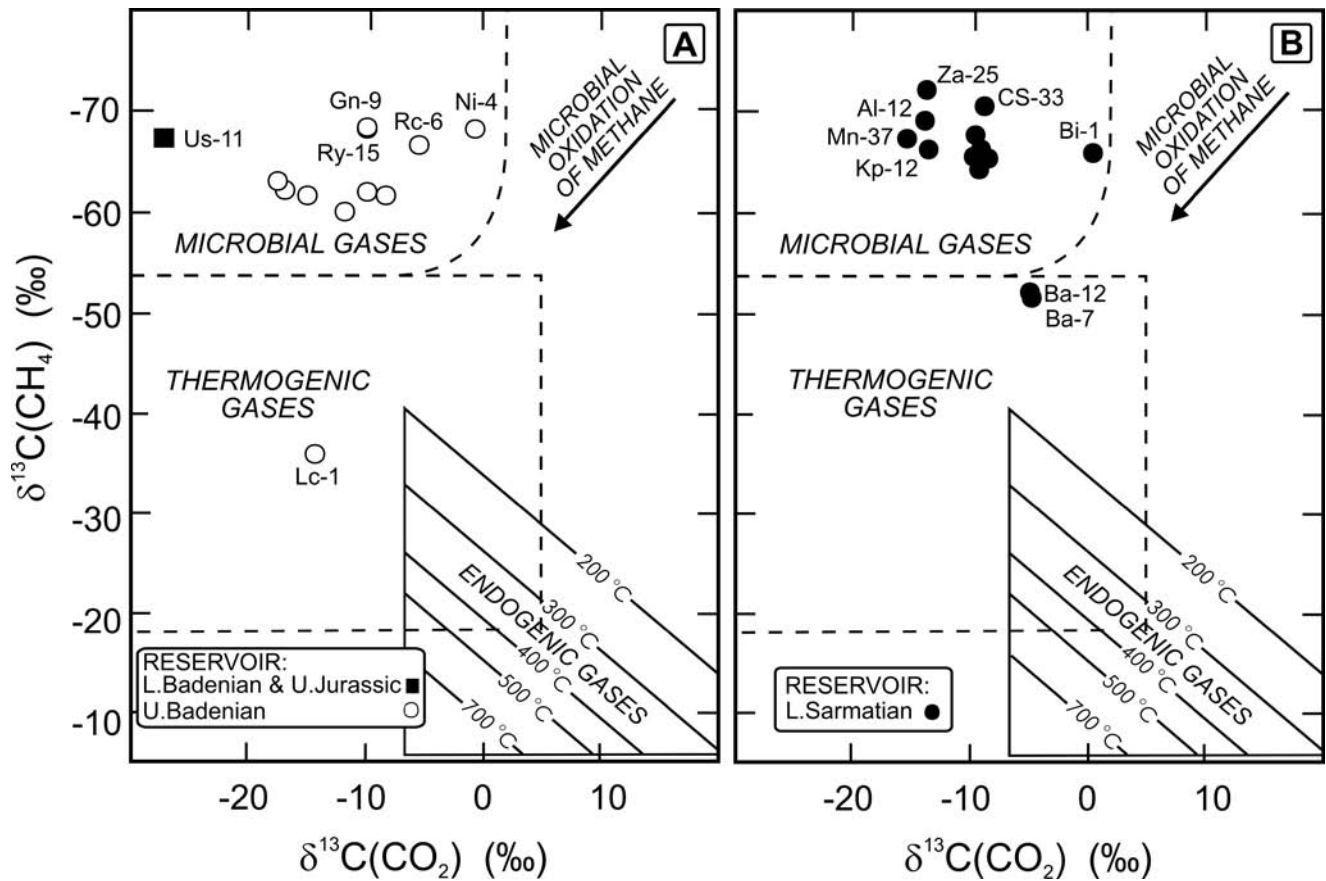 A
Gn-9
Ni-4
Rc-6
Us-11
Ry-15
MICROBIAL
OXIDATION
OF METHANE
MICROBIAL GASES
THERMOGENIC
GASES
Lc-1
200 °C
300 °C
400 °C
500 °C
700 °C
ENDOGENIC GASES
RESERVOIR:
L.Badenian & U.Jurassic
U.Badenian
-70
-60
-50
-40
-30
-20
-10
δ¹³C(CH₄) (‰)
-20 -10 0 10
δ¹³C(CO₂) (‰)
B
Za-25
CS-33
Al-12
Mn-37
Bi-1
Kp-12
MICROBIAL
OXIDATION
OF METHANE
MICROBIAL GASES
Ba-12
Ba-7
THERMOGENIC
GASES
200 °C
300 °C
400 °C
500 °C
700 °C
ENDOGENIC GASES
RESERVOIR:
L.Sarmatian
-20 -10 0 10
δ¹³C(CO₂) (‰)